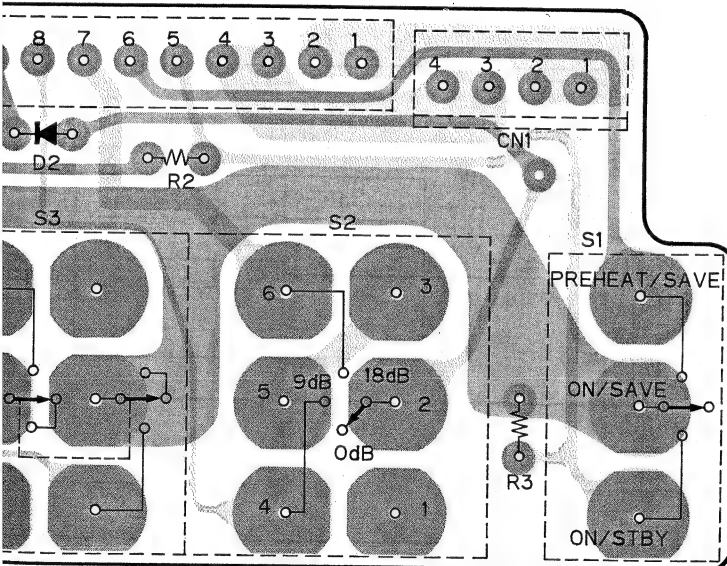 8 7 6 5 4 3 2 1
4 3 2 1
CN1
D2
R2
S3
S2
S1
PREHEAT/SAVE
6
3
9dB
18dB
5
2
ON/SAVE
0dB
R3
4
1
ON/STBY